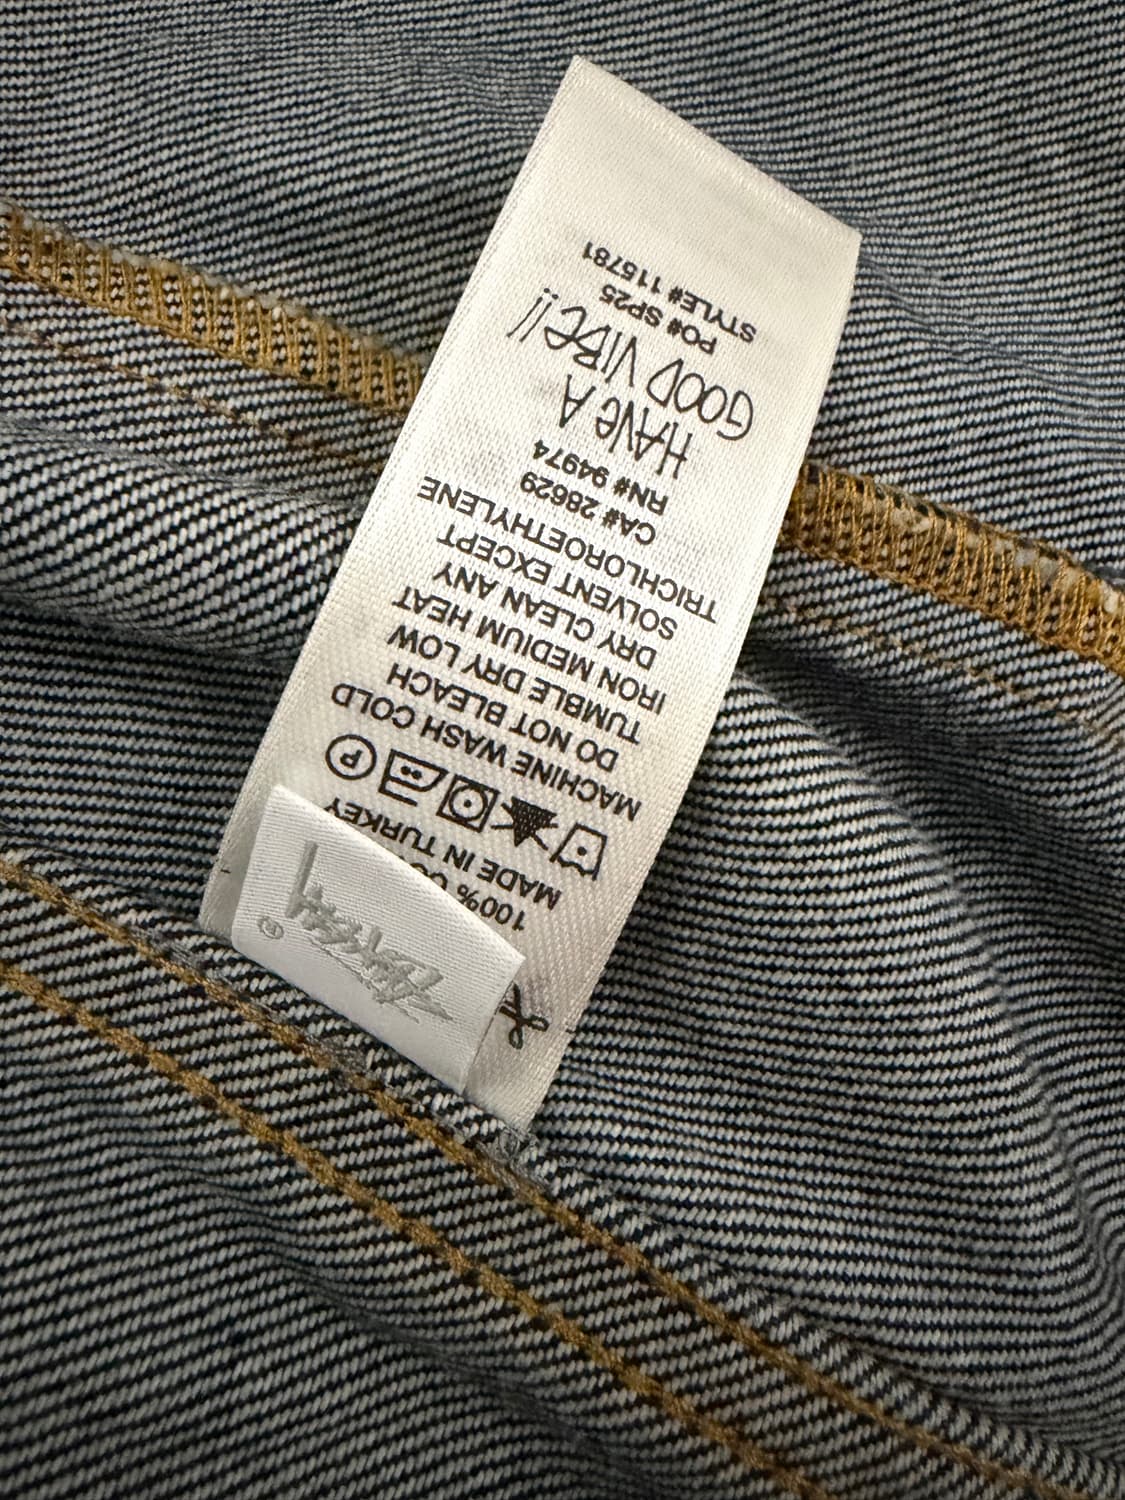 Stüssy ®
100%
MADE IN TURKEY
P
MACHINE WASH COLD
DO NOT BLEACH
TUMBLE DRY LOW
IRON MEDIUM HEAT
DRY CLEAN ANY
SOLVENT EXCEPT
TRICHLOROETHYLENE
CA# 28629
RN# 94974
HAVE A
GOOD VIBE!!
PO# SP25
STYLE# 115781